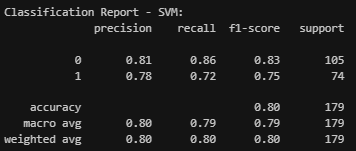 Classification Report - SVM:
precision recall f1-score support
0 0.81 0.86 0.83 105
1 0.78 0.72 0.75 74
accuracy 0.80 179
macro avg 0.80 0.79 0.79 179
weighted avg 0.80 0.80 0.80 179